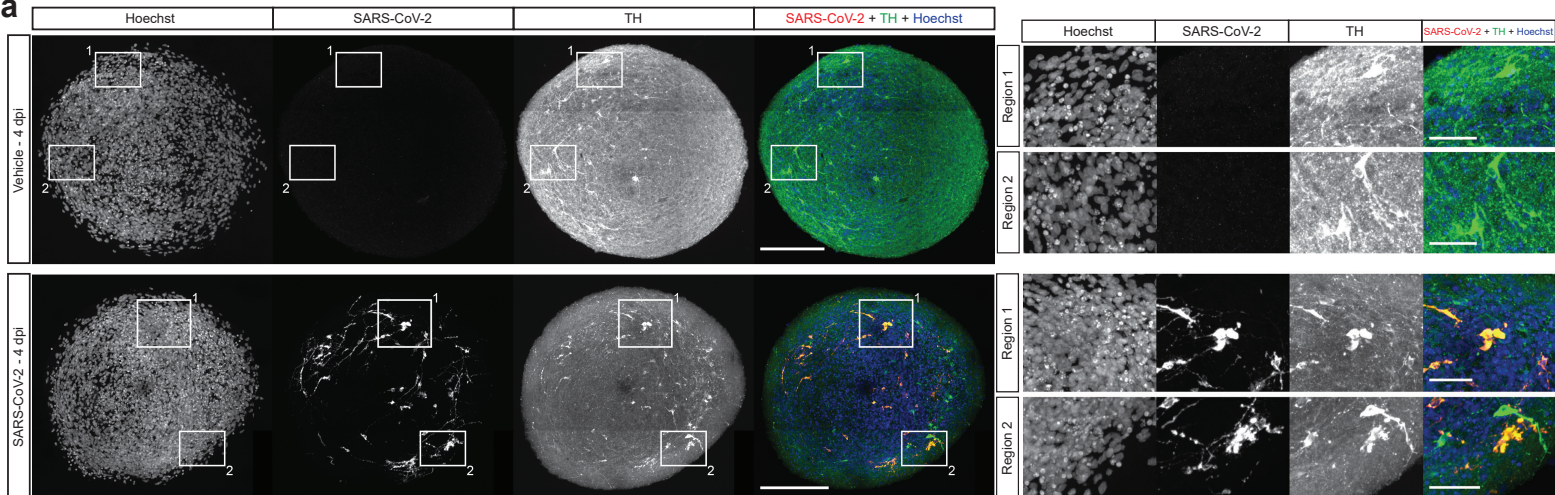 a
Hoechst SARS-CoV-2 TH SARS-CoV-2 + TH + Hoechst
Hoechst SARS-CoV-2 TH SARS-CoV-2 + TH + Hoechst
Vehicle - 4 dpi
1 1 1 1
2 2 2 2
Region 1
Region 2
SARS-CoV-2 - 4 dpi
1 1 1 1
2 2 2 2
Region 1
Region 2